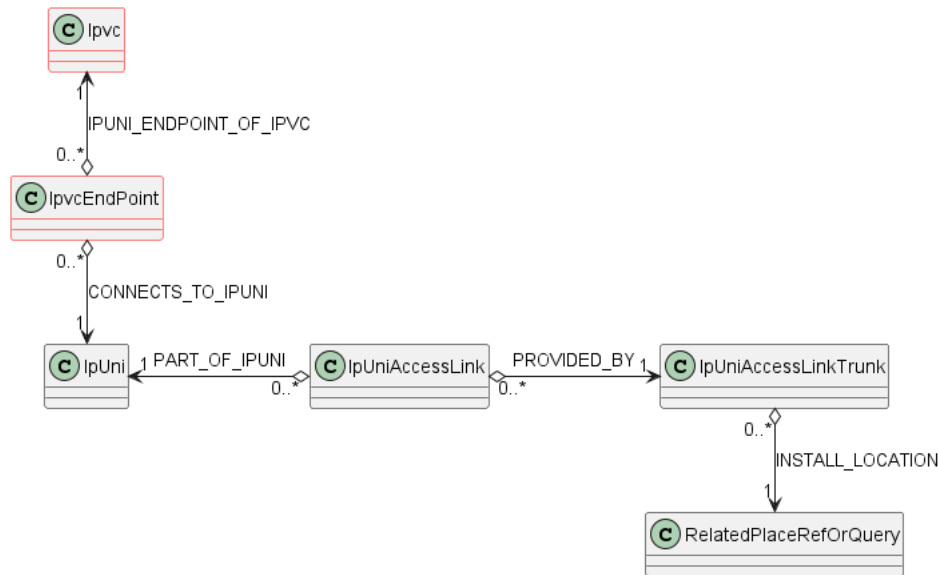 C Ipvc
1
IPUNI_ENDPOINT_OF_IPVC
0..*
C IpvcEndPoint
0..*
CONNECTS_TO_IPUNI
1
C IpUni
1 PART_OF_IPUNI
0..*
C IpUniAccessLink
PROVIDED_BY 1
0..*
C IpUniAccessLinkTrunk
0..*
INSTALL_LOCATION
1
C RelatedPlaceRefOrQuery